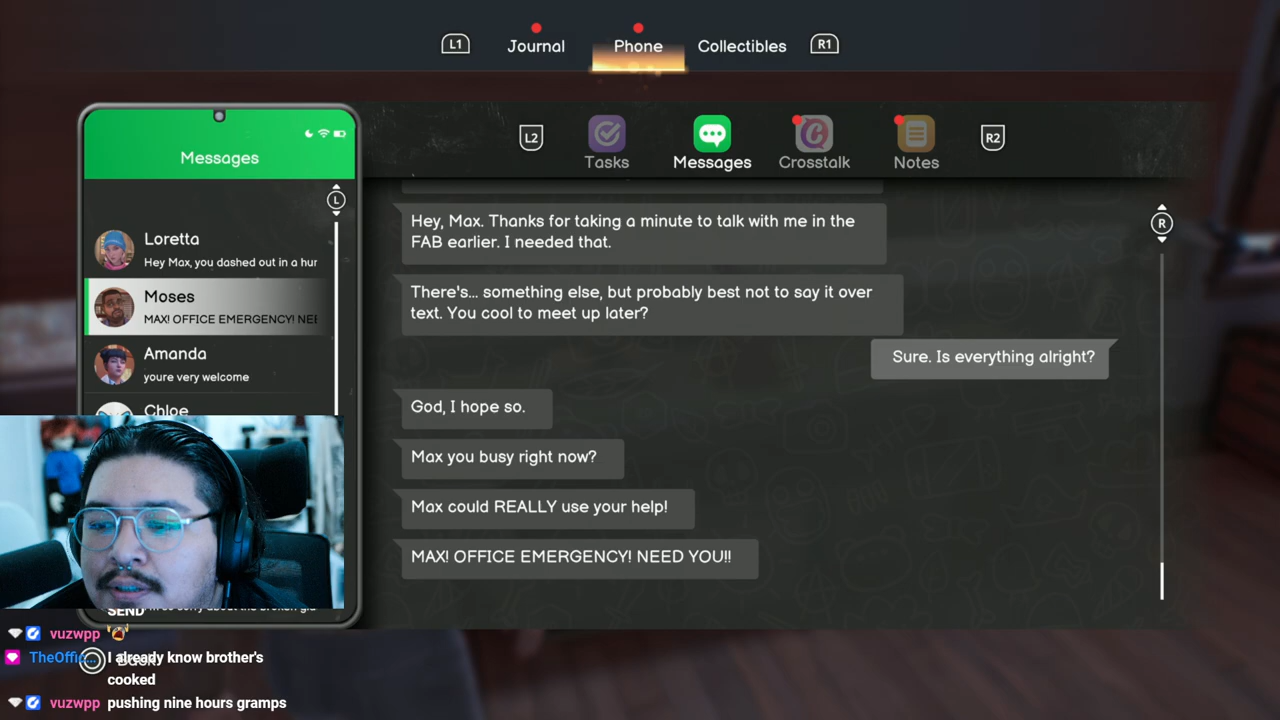 L1
Journal
Phone
Collectibles
R1
Messages
L
Loretta
Hey Max, you dashed out in a hur
Moses
MAX! OFFICE EMERGENCY! NEE
Amanda
youre very welcome
Chloe
L2
Tasks
Messages
Crosstalk
Notes
R2
R
Hey, Max. Thanks for taking a minute to talk with me in the
FAB earlier. I needed that.
There's... something else, but probably best not to say it over
text. You cool to meet up later?
Sure. Is everything alright?
God, I hope so.
Max you busy right now?
Max could REALLY use your help!
MAX! OFFICE EMERGENCY! NEED YOU!!
SEND
vuzwpp
TheOffic... I already know brother's
cooked
vuzwpp pushing nine hours gramps
Back